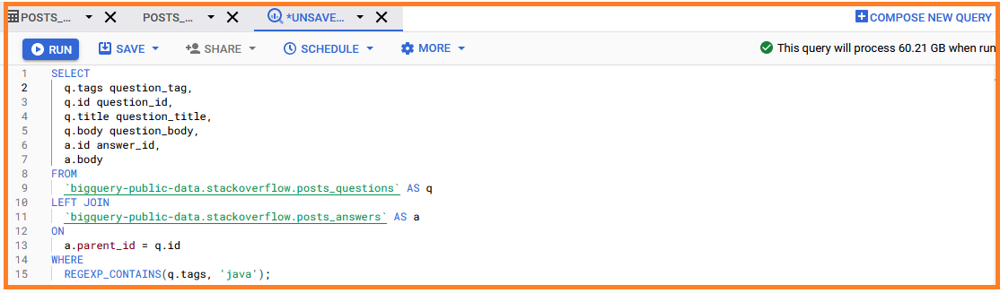 POSTS_... POSTS_... *UNSAVE... COMPOSE NEW QUERY
RUN SAVE SHARE SCHEDULE MORE This query will process 60.21 GB when run
1 SELECT
2 q.tags question_tag,
3 q.id question_id,
4 q.title question_title,
5 q.body question_body,
6 a.id answer_id,
7 a.body
8 FROM
9 `bigquery-public-data.stackoverflow.posts_questions` AS q
10 LEFT JOIN
11 `bigquery-public-data.stackoverflow.posts_answers` AS a
12 ON
13 a.parent_id = q.id
14 WHERE
15 REGEXP_CONTAINS(q.tags, 'java');